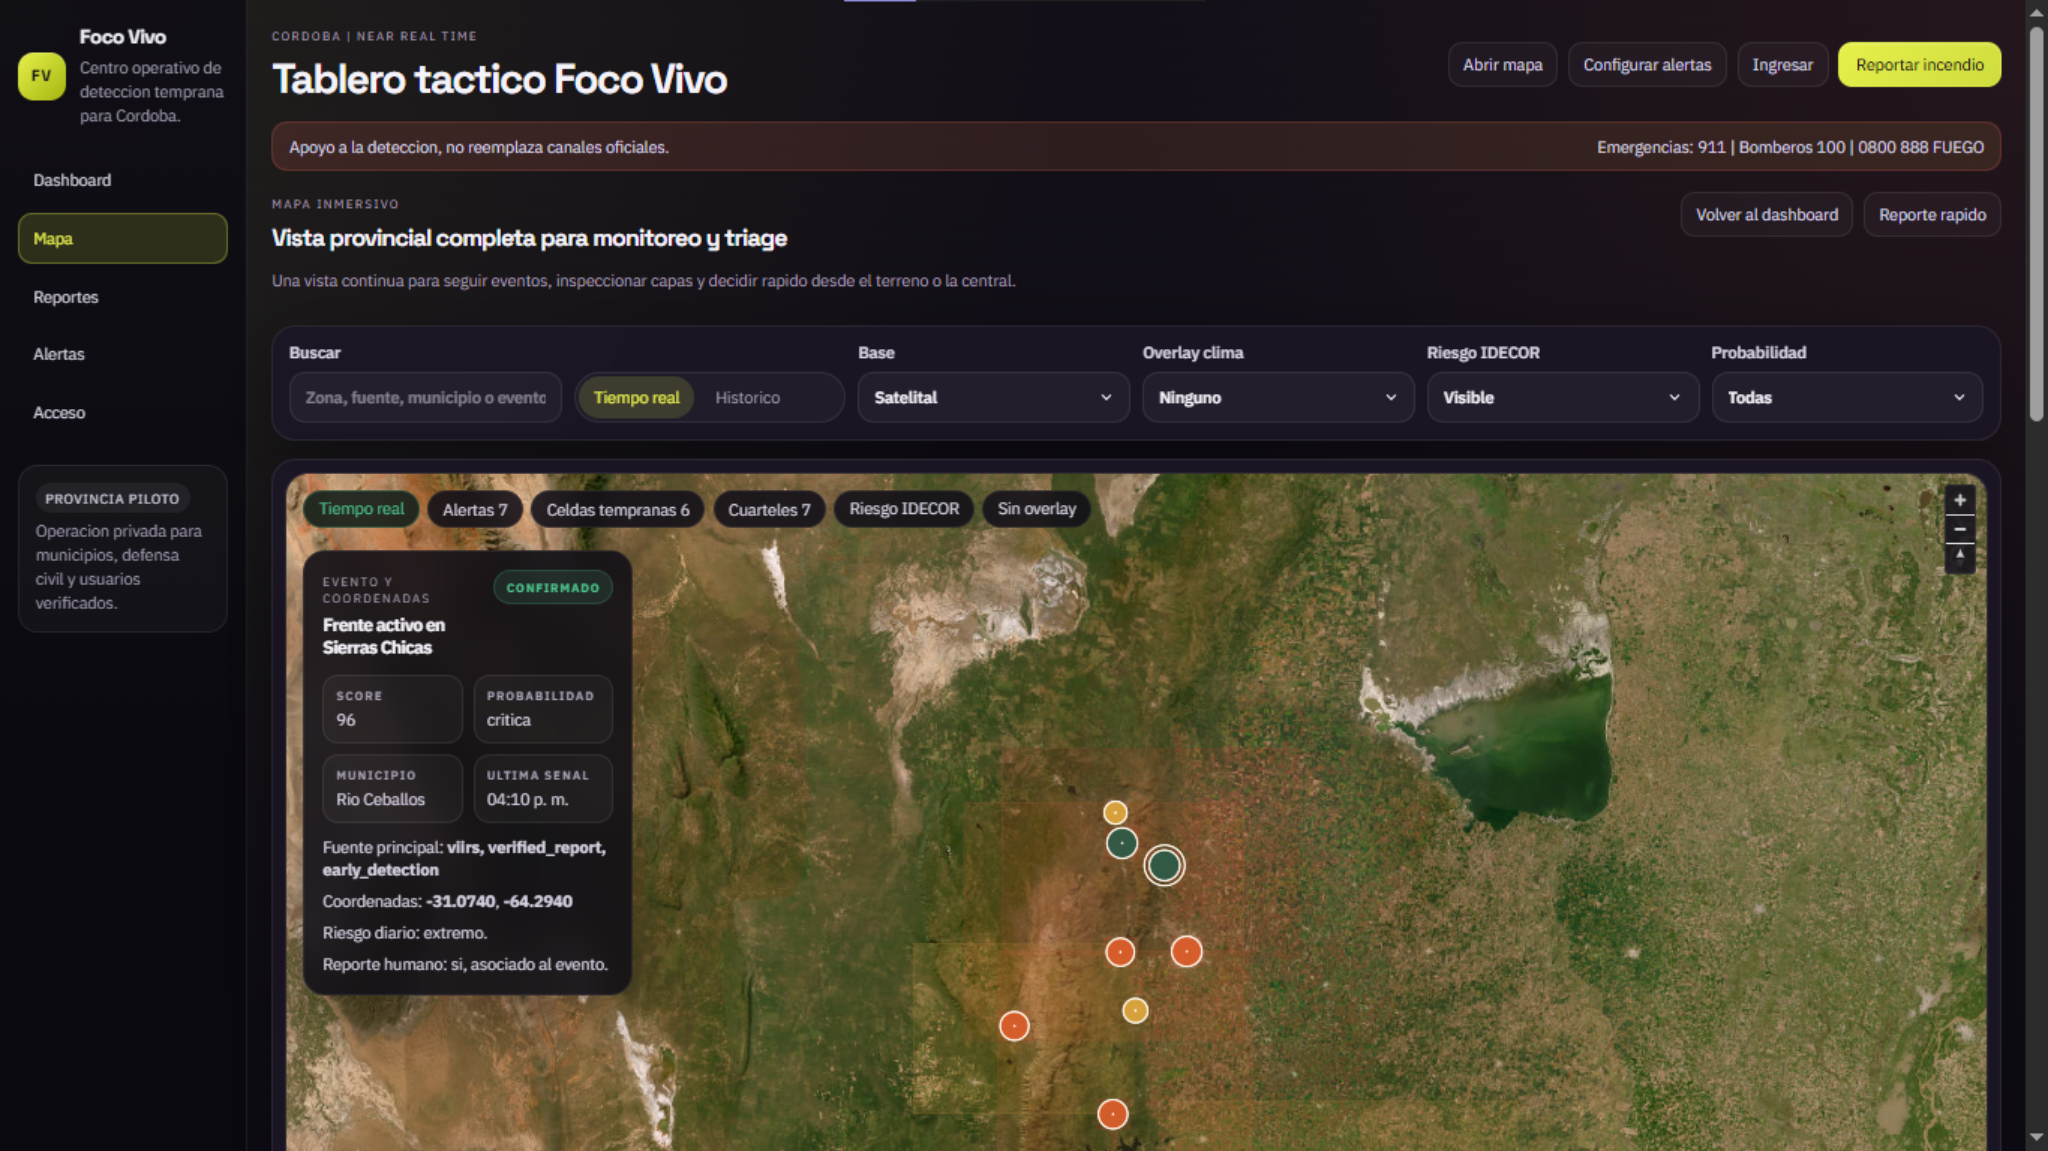 FV
Foco Vivo
Centro operativo de
deteccion temprana
para Cordoba.
Dashboard
Mapa
Reportes
Alertas
Acceso
PROVINCIA PILOTO
Operacion privada para
municipios, defensa
civil y usuarios
verificados.
CORDOBA | NEAR REAL TIME
Tablero tactico Foco Vivo
Abrir mapa
Configurar alertas
Ingresar
Reportar incendio
Apoyo a la deteccion, no reemplaza canales oficiales.
Emergencias: 911 | Bomberos 100 | 0800 888 FUEGO
MAPA INMERSIVO
Vista provincial completa para monitoreo y triage
Una vista continua para seguir eventos, inspeccionar capas y decidir rapido desde el terreno o la central.
Volver al dashboard
Reporte rapido
Buscar
Zona, fuente, municipio o evento
Tiempo real
Historico
Base
Satelital
Overlay clima
Ninguno
Riesgo IDECOR
Visible
Probabilidad
Todas
Tiempo real
Alertas 7
Celdas tempranas 6
Cuarteles 7
Riesgo IDECOR
Sin overlay
EVENTO Y
COORDENADAS
CONFIRMADO
Frente activo en
Sierras Chicas
SCORE
96
PROBABILIDAD
critica
MUNICIPIO
Rio Ceballos
ULTIMA SENAL
04:10 p. m.
Fuente principal: viirs, verified_report,
early_detection
Coordenadas: -31.0740, -64.2940
Riesgo diario: extremo.
Reporte humano: si, asociado al evento.